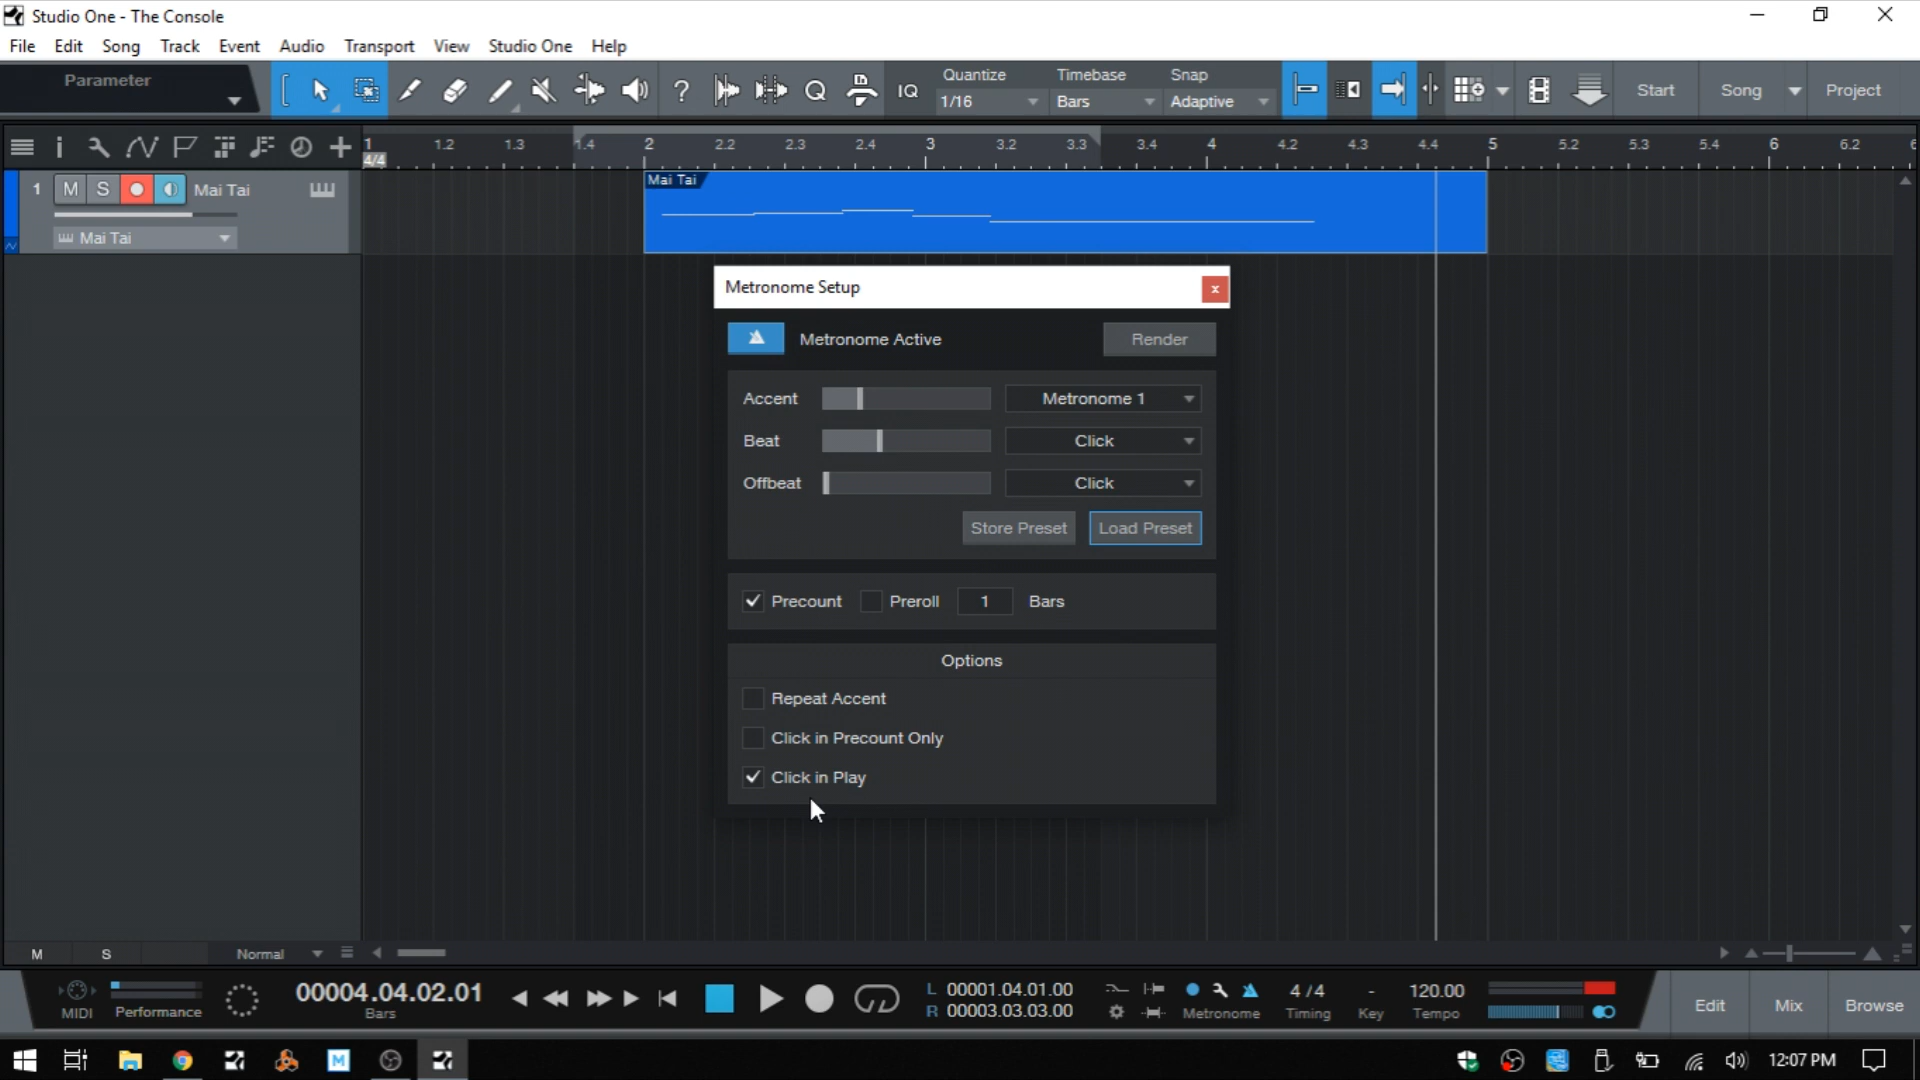 Studio One - The Console
File Edit Song Track Event Audio Transport View Studio One Help
Parameter
? Q IQ
Quantize Timebase Snap
1/16 Bars Adaptive
Start Song Project
1 1.2 1.3 1.4 2 2.2 2.3 2.4 3 3.2 3.3 3.4 4 4.2 4.3 4.4 5 5.2 5.3 5.4 6 6.2
4/4
1 M S Mai Tai
Mai Tai
Mai Tai
Metronome Setup
x
Metronome Active Render
Accent Metronome 1
Beat Click
Offbeat Click
Store Preset Load Preset
Precount Preroll 1 Bars
Options
Repeat Accent
Click in Precount Only
Click in Play
M S Normal
MIDI Performance
00004.04.02.01
Bars
L 00001.04.01.00
R 00003.03.03.00
Metronome
4 / 4
Timing
-
Key
120.00
Tempo
Edit Mix Browse
M
12:07 PM